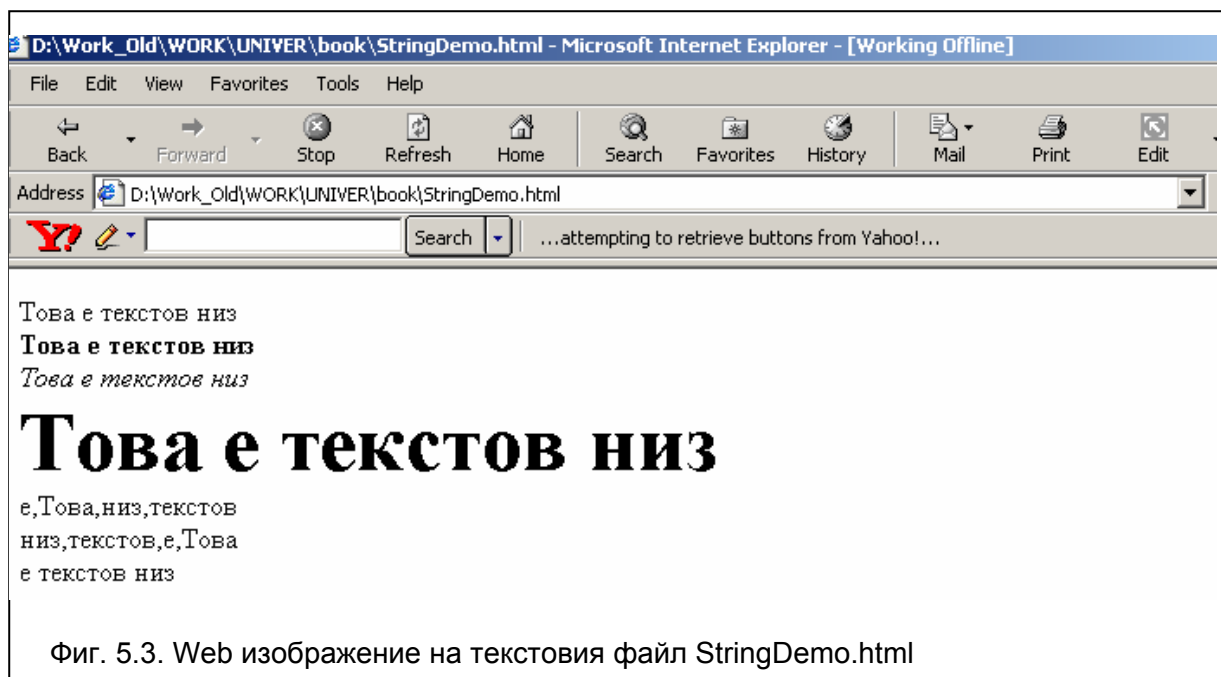 D:\Work_Old\WORK\UNIVER\book\StringDemo.html - Microsoft Internet Explorer - [Working Offline]
File Edit View Favorites Tools Help
Back Forward Stop Refresh Home Search Favorites History Mail Print Edit
Address D:\Work_Old\WORK\UNIVER\book\StringDemo.html
Y! Search ...attempting to retrieve buttons from Yahoo!...
Това е текстов низ
Това е текстов низ
Това е текстов низ
Това е текстов низ
е,Това,низ,текстов
низ,текстов,е,Това
е текстов низ
Фиг. 5.3. Web изображение на текстовия файл StringDemo.html